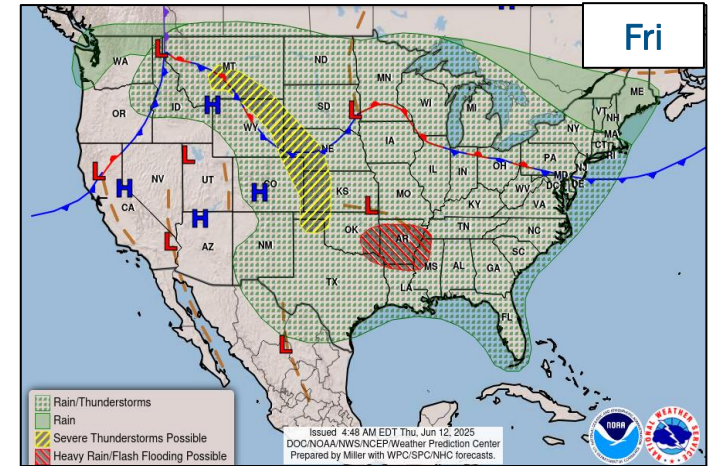 Fri
H
L
WA
MT
ND
MN
ME
OR
ID
H
SD
L
WI
MI
VT
NH
NY
MA
CT
RI
WY
NE
IA
L
NV
L
UT
H
CO
KS
MO
IL
IN
OH
PA
NJ
MD
DE
DC
WV
VA
KY
H
CA
H
L
AZ
NM
OK
L
AR
TN
NC
SC
MS
AL
GA
L
TX
LA
FL
L
Rain/Thunderstorms
Rain
Severe Thunderstorms Possible
Heavy Rain/Flash Flooding Possible
Issued 4:48 AM EDT Thu, Jun 12, 2025
DOC/NOAA/NWS/NCEP/Weather Prediction Center
Prepared by Miller with WPC/SPC/NHC forecasts.
NOAA
NATIONAL WEATHER SERVICE